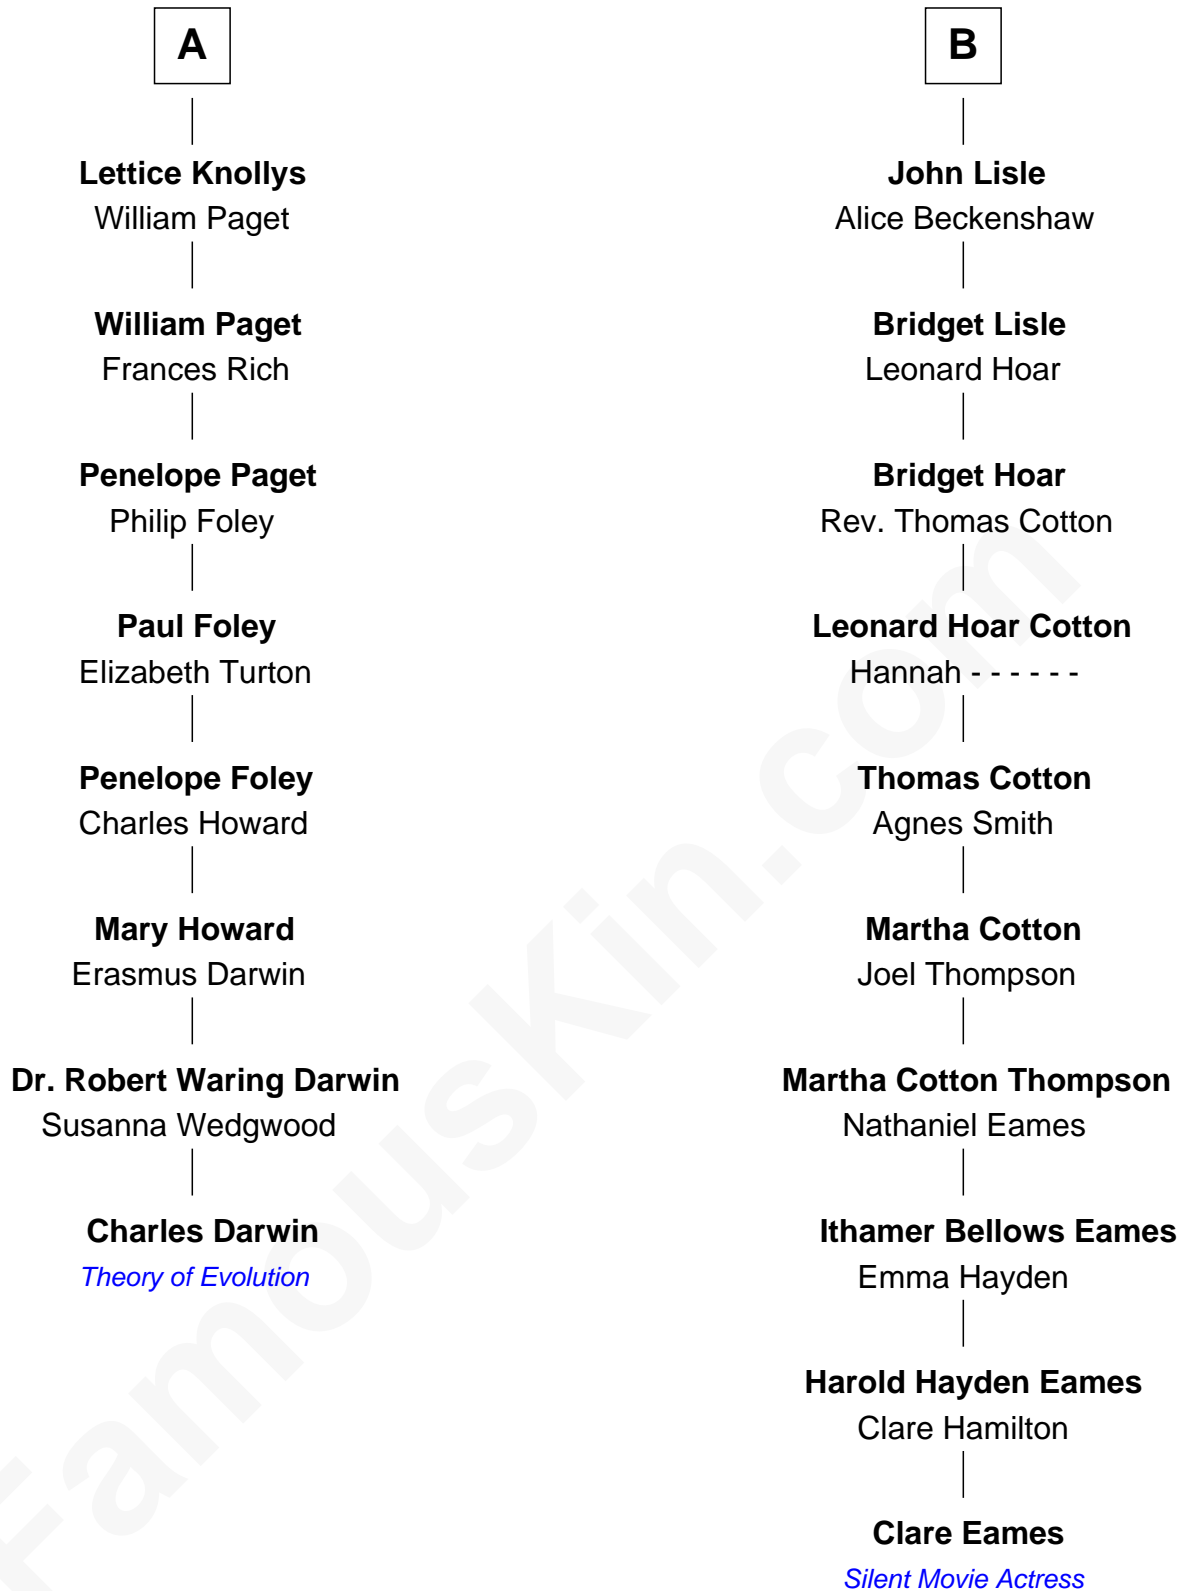 A
Lettice Knollys
William Paget
William Paget
Frances Rich
Penelope Paget
Philip Foley
Paul Foley
Elizabeth Turton
Penelope Foley
Charles Howard
Mary Howard
Erasmus Darwin
Dr. Robert Waring Darwin
Susanna Wedgwood
Charles Darwin
Theory of Evolution
B
John Lisle
Alice Beckenshaw
Bridget Lisle
Leonard Hoar
Bridget Hoar
Rev. Thomas Cotton
Leonard Hoar Cotton
Hannah - - - - - -
Thomas Cotton
Agnes Smith
Martha Cotton
Joel Thompson
Martha Cotton Thompson
Nathaniel Eames
Ithamer Bellows Eames
Emma Hayden
Harold Hayden Eames
Clare Hamilton
Clare Eames
Silent Movie Actress
FamousKin.com